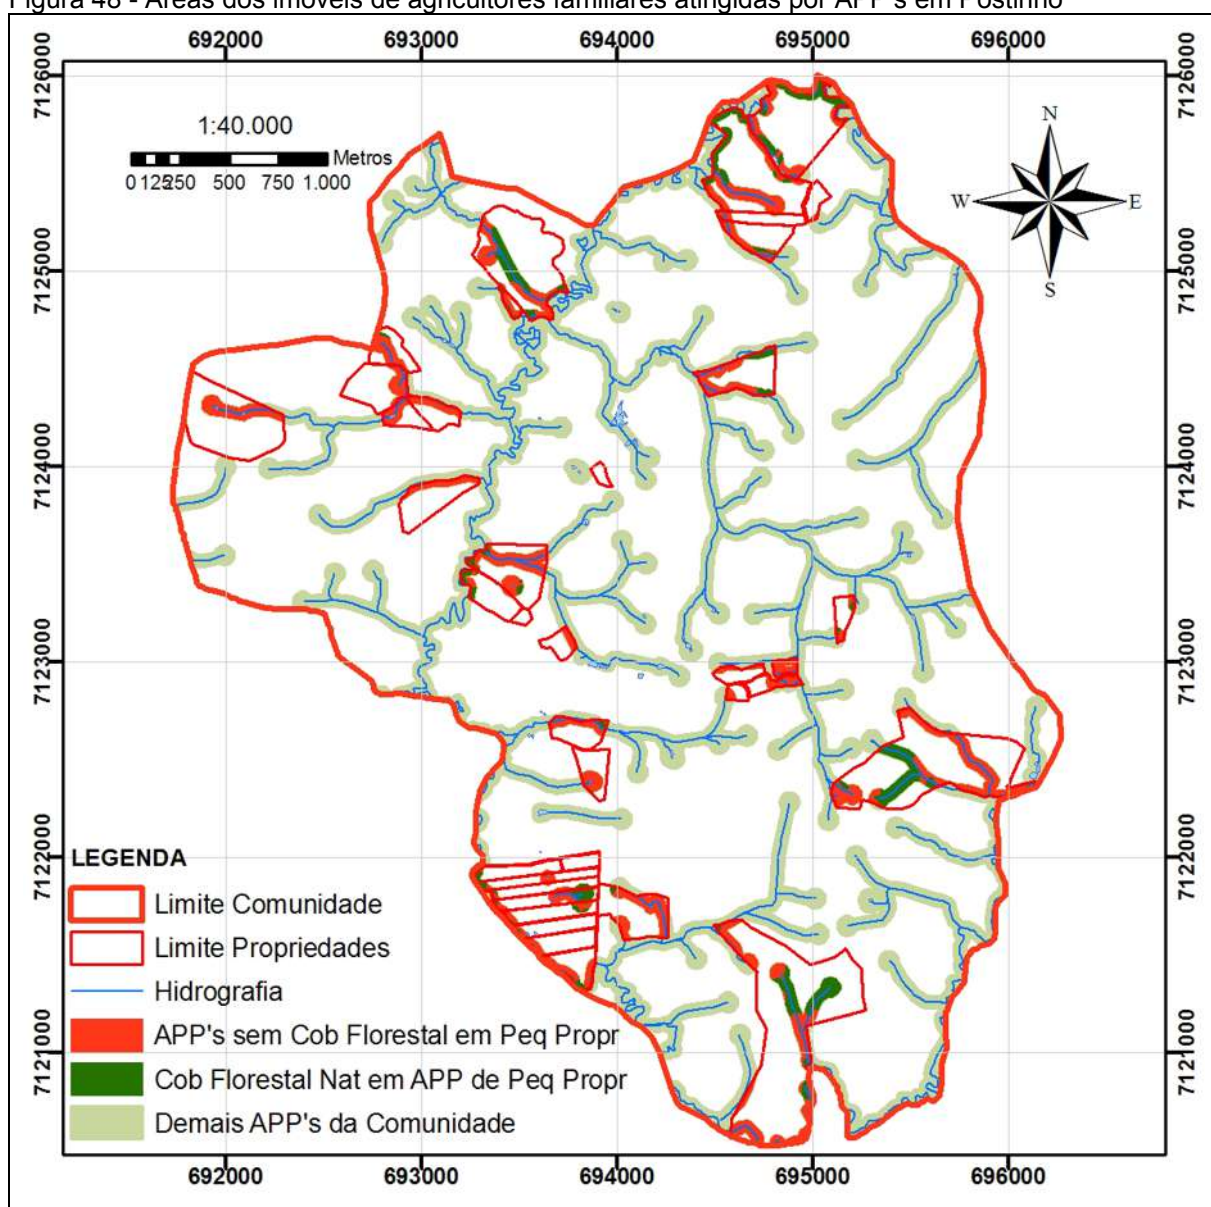 Figura 48 - Áreas dos imóveis de agricultores familiares atingidas por APP's em Postinho
692000 693000 694000 695000 696000
7126000 7126000
1:40.000
Metros
0 125 250 500 750 1.000
N
W E
S
7125000 7125000
7124000 7124000
7123000 7123000
7122000 7122000
LEGENDA
Limite Comunidade
Limite Propriedades
Hidrografia
APP's sem Cob Florestal em Peq Propr
Cob Florestal Nat em APP de Peq Propr
Demais APP's da Comunidade
7121000 7121000
692000 693000 694000 695000 696000